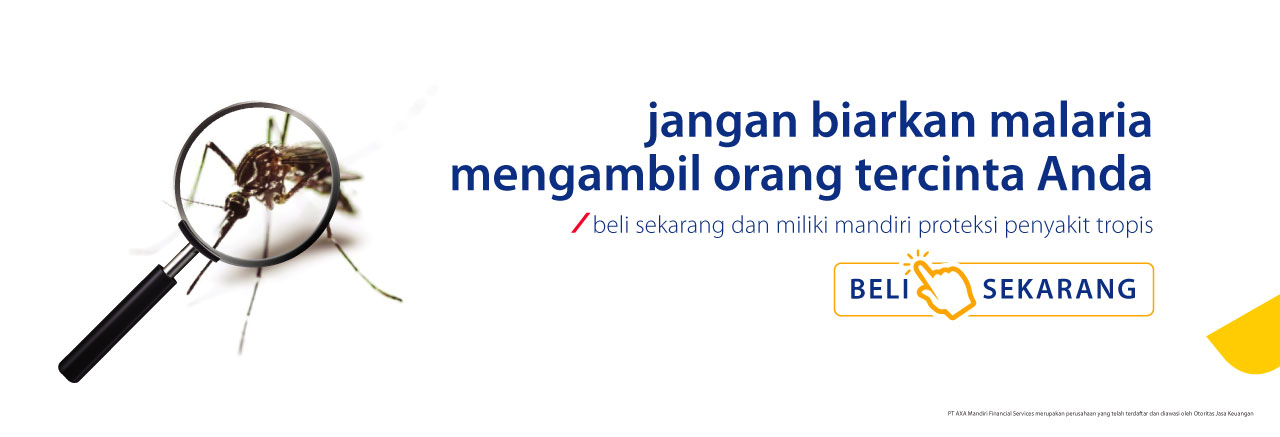 jangan biarkan malaria
mengambil orang tercinta Anda
beli sekarang dan miliki mandiri proteksi penyakit tropis
BELI SEKARANG
PT AXA Mandiri Financial Services merupakan perusahaan yang telah terdaftar dan diawasi oleh Otoritas Jasa Keuangan